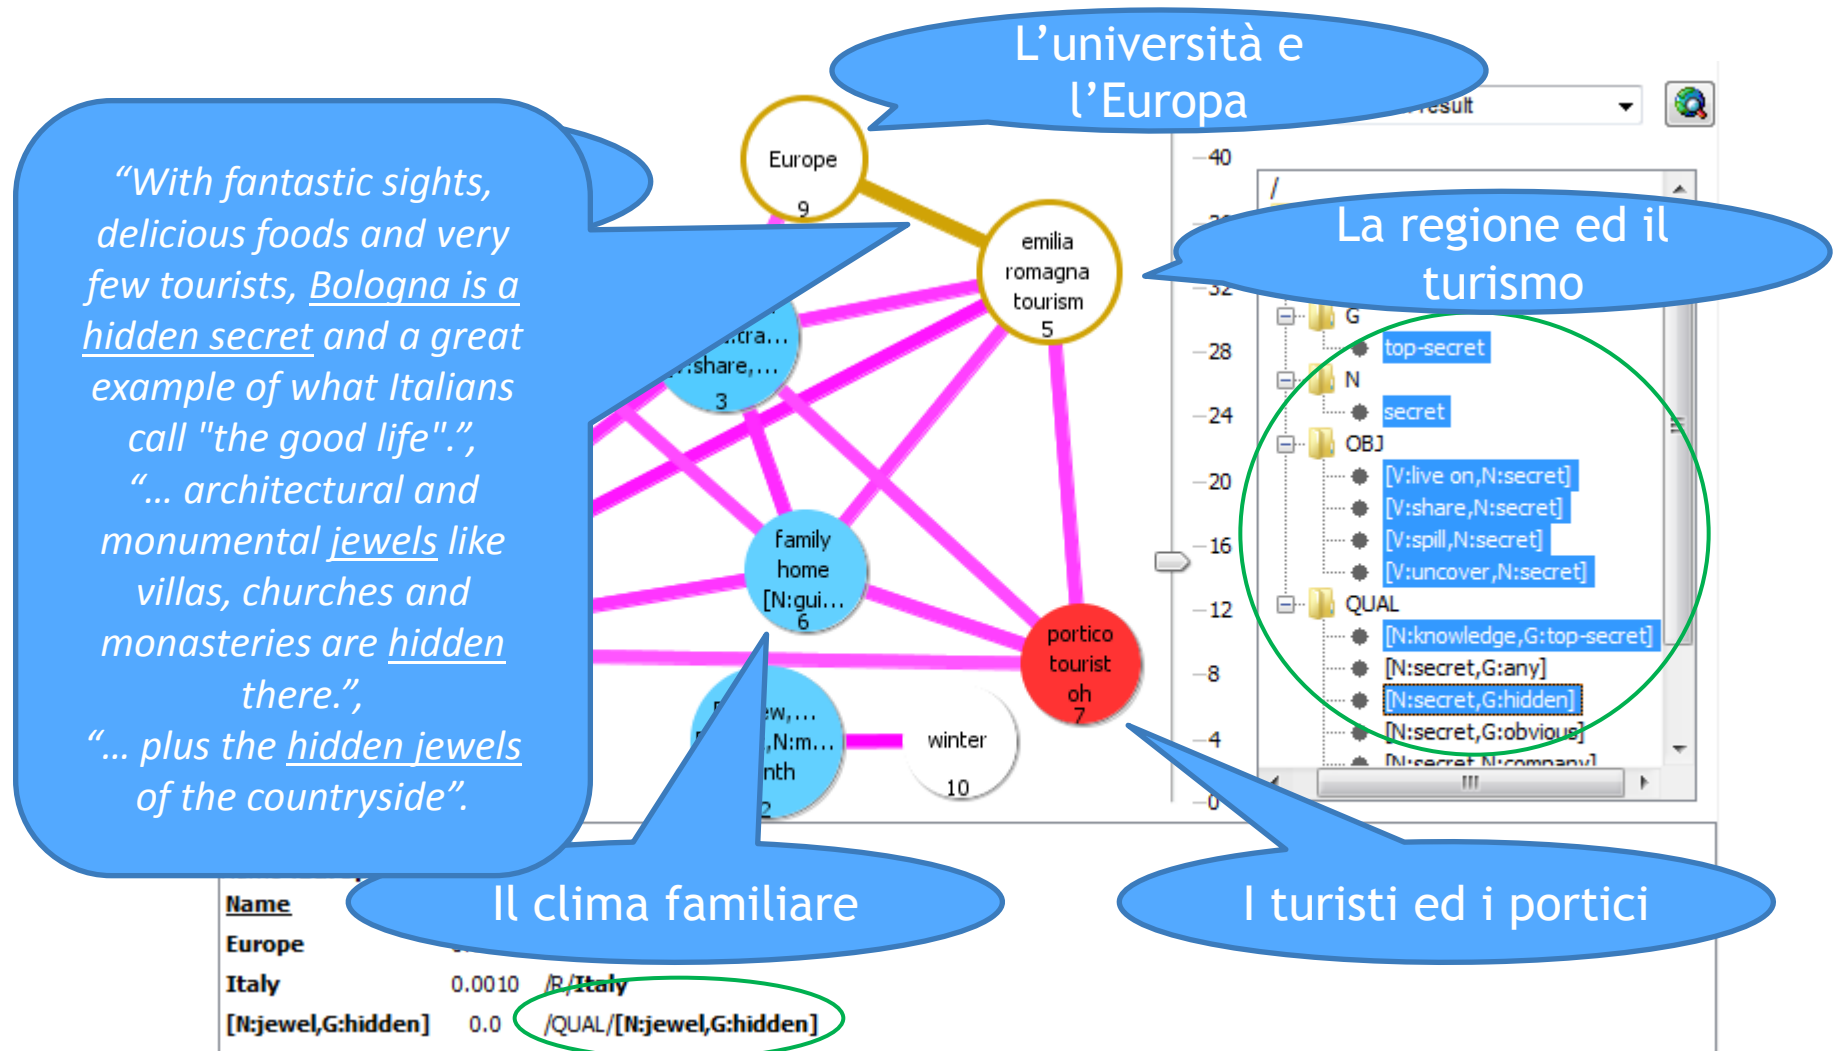 L’università e
l’Europa
“With fantastic sights,
delicious foods and very
few tourists, Bologna is a
hidden secret and a great
example of what Italians
call "the good life".”,
“… architectural and
monumental jewels like
villas, churches and
monasteries are hidden
there.”,
“… plus the hidden jewels
of the countryside”.
Europe
9
emilia
romagna
tourism
5
:share,...
3
family
home
[N:gui...
6
portico
tourist
oh
7
,N:m...
winter
10
La regione ed il
turismo
Il clima familiare
I turisti ed i portici
40
32
28
24
20
16
12
8
4
0
/
G
top-secret
N
secret
OBJ
[V:live on,N:secret]
[V:share,N:secret]
[V:spill,N:secret]
[V:uncover,N:secret]
QUAL
[N:knowledge,G:top-secret]
[N:secret,G:any]
[N:secret,G:hidden]
[N:secret,G:obvious]
[N:secret,N:company]
Name
Europe
Italy 0.0010 /R/Italy
[N:jewel,G:hidden] 0.0 /QUAL/[N:jewel,G:hidden]